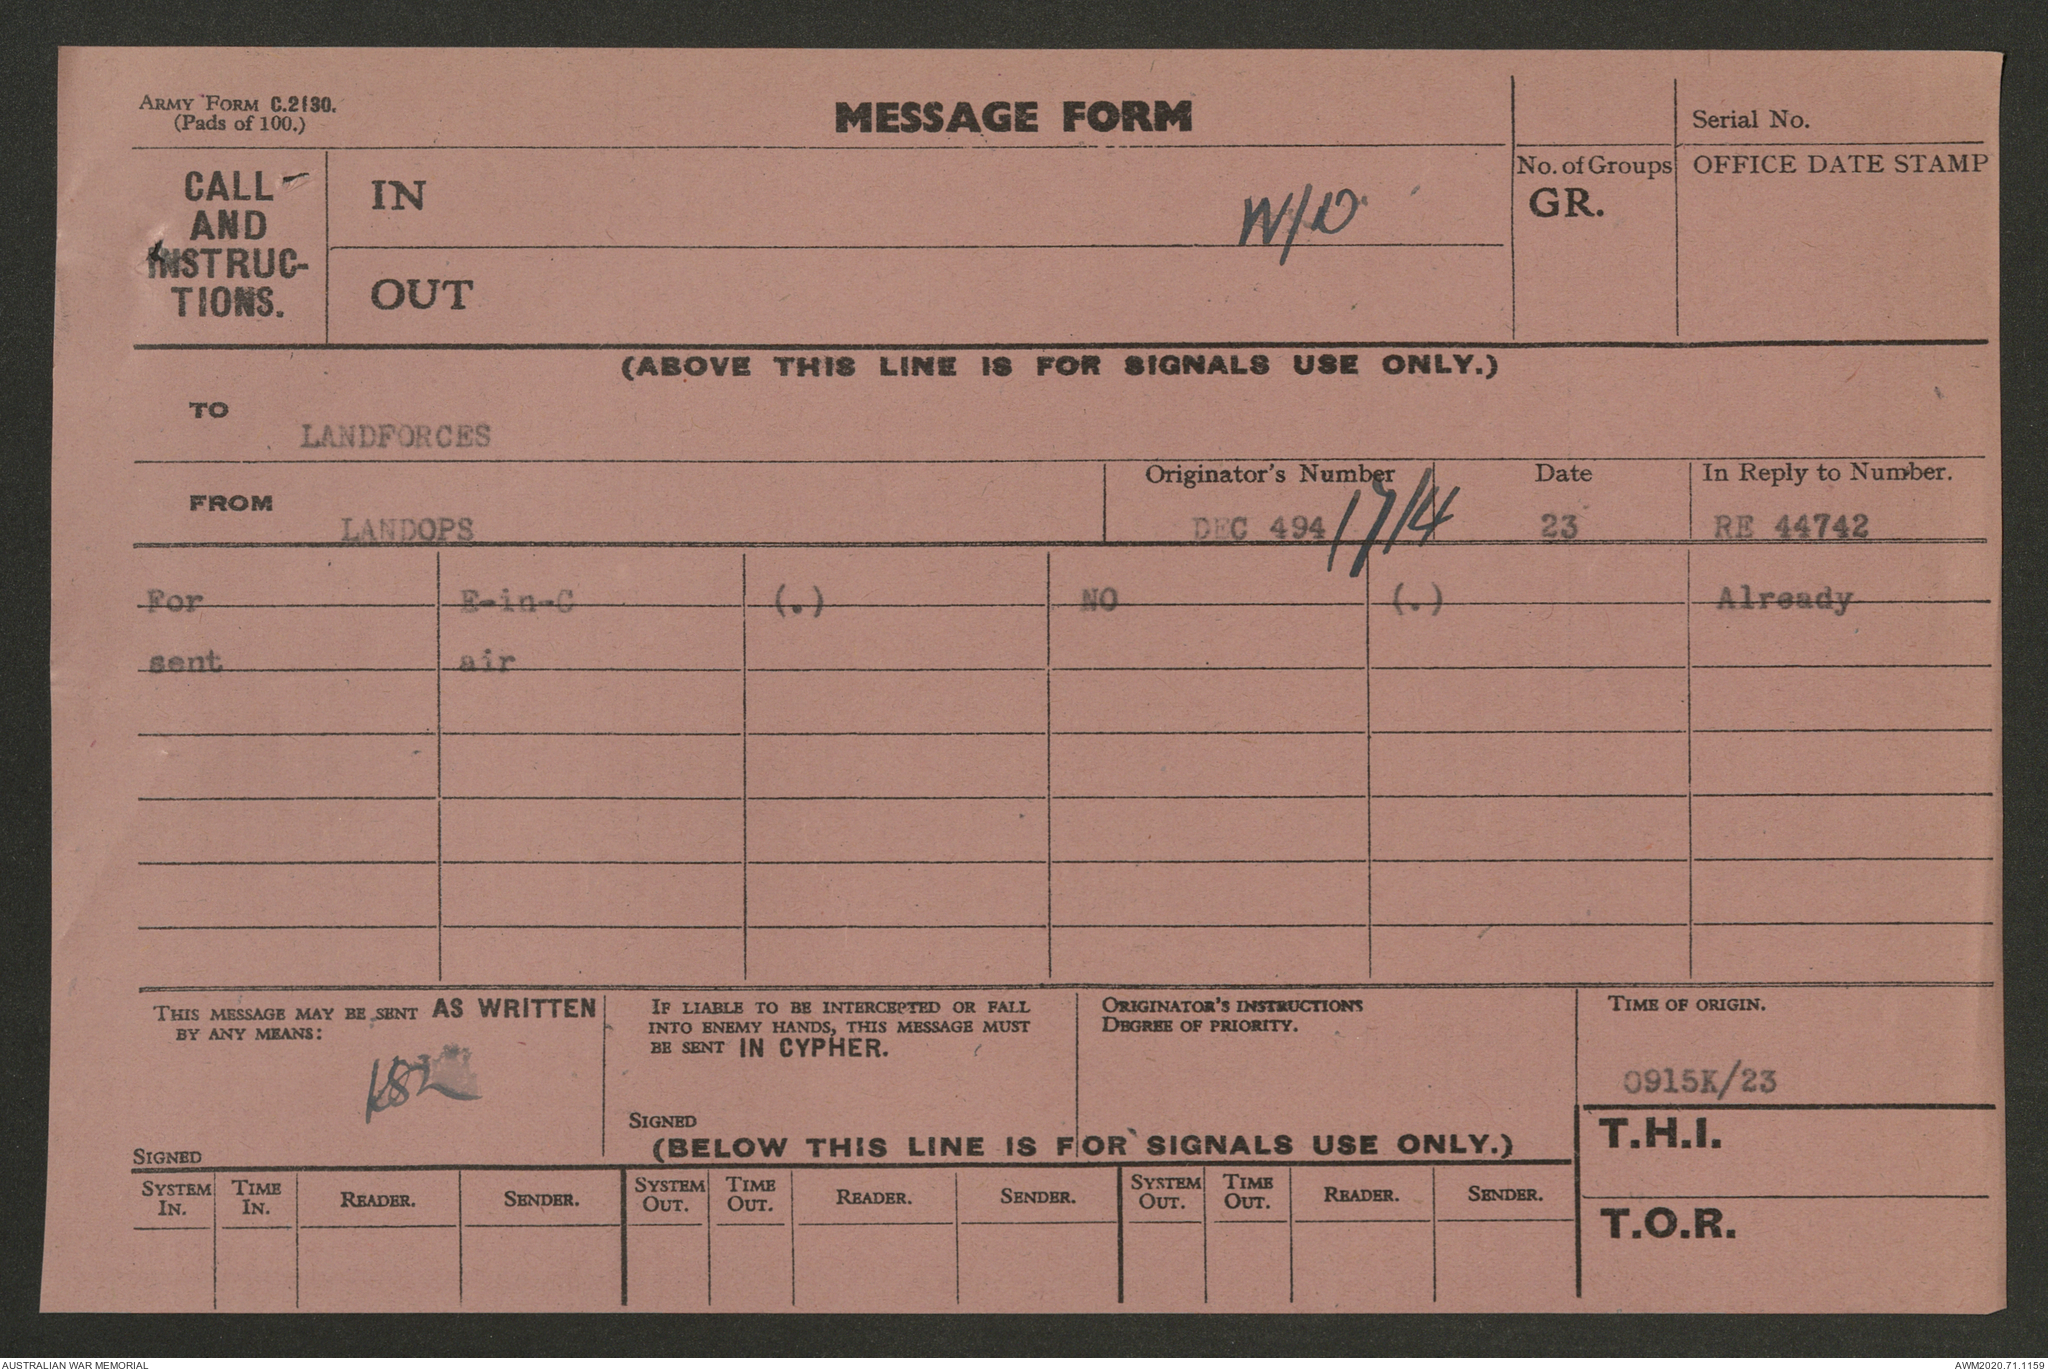 ARMY FORM C.2130.
(Pads of 100.)
MESSAGE FORM
Serial No.
CALL
AND
INSTRUC-
TIONS.
IN
W/D
No. of Groups
GR.
OFFICE DATE STAMP
OUT
(ABOVE THIS LINE IS FOR SIGNALS USE ONLY.)
TO
LANDFORCES
FROM
LANDOPS
Originator's Number
DEC 494
17/4
Date
23
In Reply to Number.
RE 44742
For E-in-C (.) NO (.) Already
sent air
THIS MESSAGE MAY BE SENT AS WRITTEN
BY ANY MEANS:
SIGNED
IF LIABLE TO BE INTERCEPTED OR FALL
INTO ENEMY HANDS, THIS MESSAGE MUST
BE SENT IN CYPHER.
SIGNED
ORIGINATOR'S INSTRUCTIONS
DEGREE OF PRIORITY.
TIME OF ORIGIN.
0915K/23
(BELOW THIS LINE IS FOR SIGNALS USE ONLY.)
T.H.I.
T.O.R.
SYSTEM IN. TIME IN. READER. SENDER. SYSTEM OUT. TIME OUT. READER. SENDER. SYSTEM OUT. TIME OUT. READER. SENDER.
AUSTRALIAN WAR MEMORIAL
AWM2020.71.1159